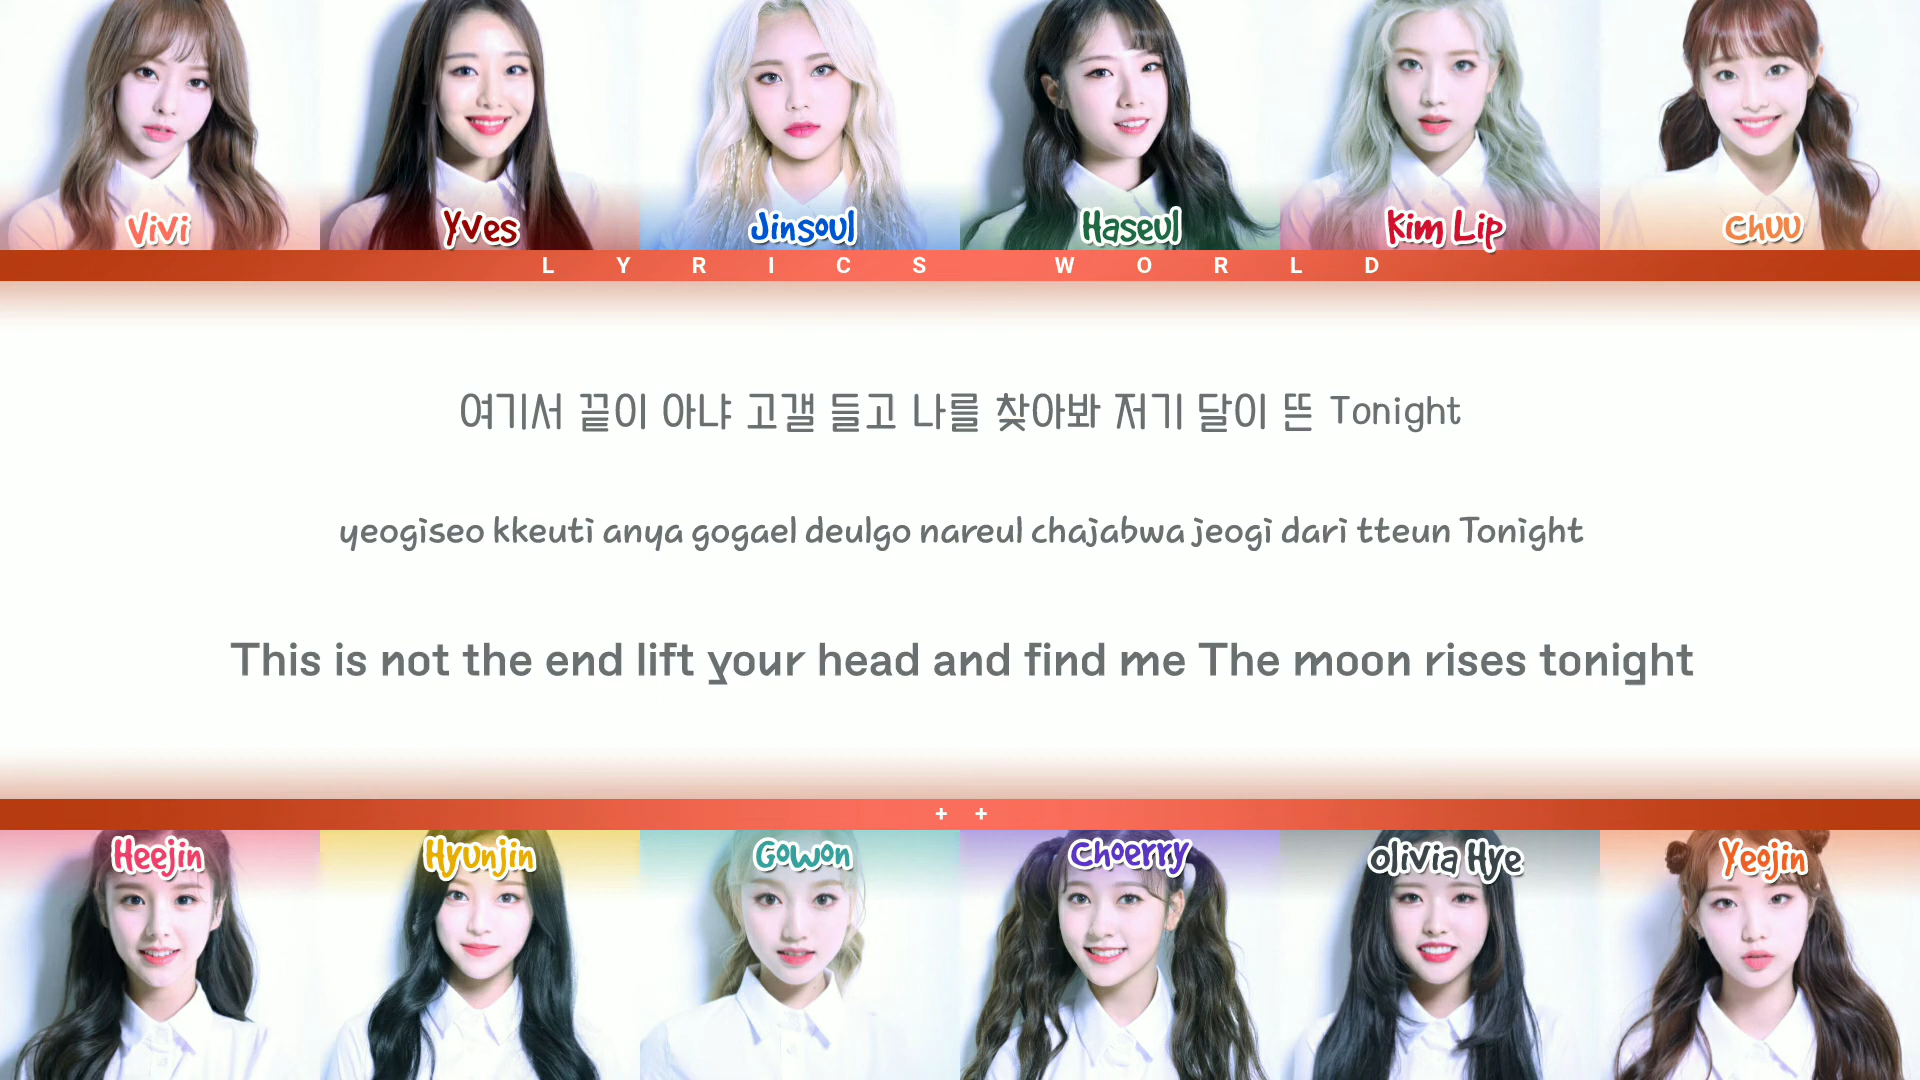 ViVi Yves Jinsoul Haseul Kim Lip Chuu
LYRICS WORLD
여기서 끝이 아냐 고갤 들고 나를 찾아봐 저기 달이 뜬 Tonight
yeogiseo kkeuti anya gogael deulgo nareul chajabwa jeogi dari tteun Tonight
This is not the end lift your head and find me The moon rises tonight
+ +
Heejin Hyunjin Gowon Choerry Olivia Hye Yeojin